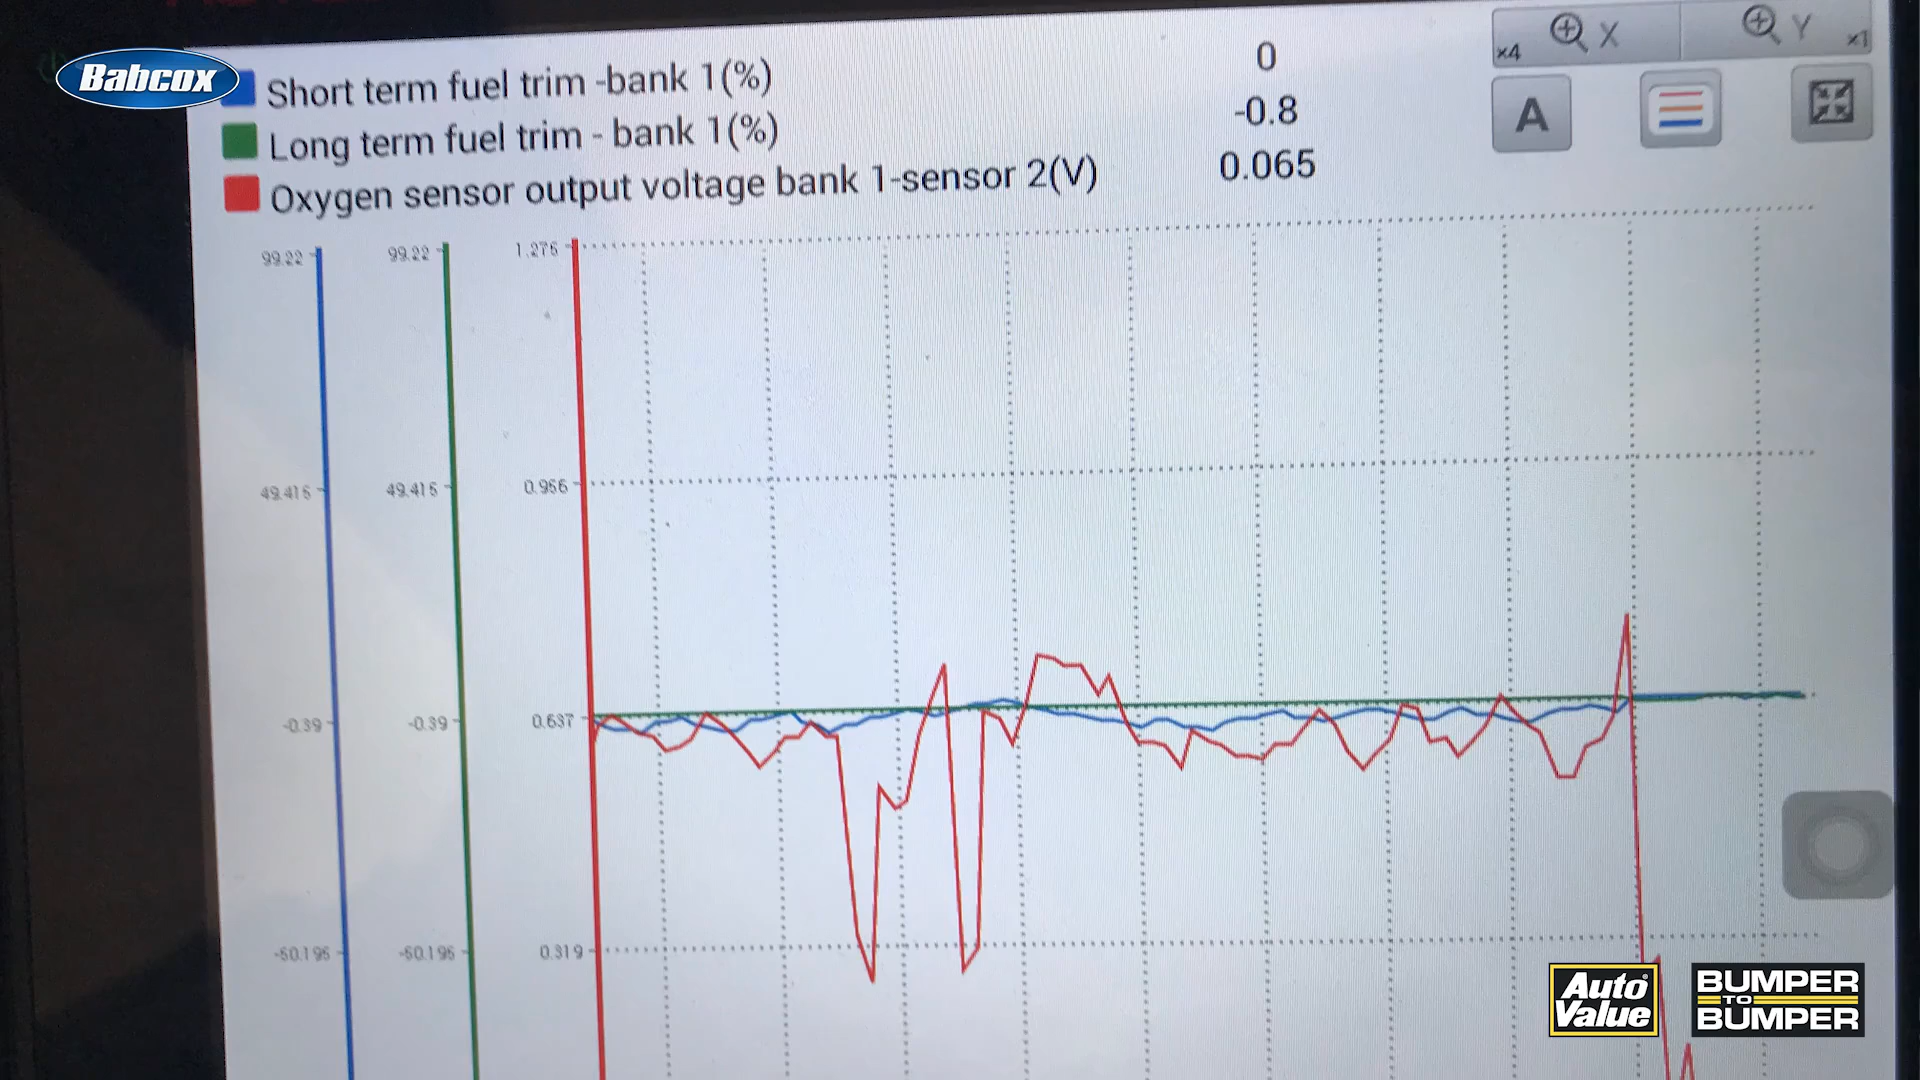 Babcox
Short term fuel trim -bank 1(%) 0
Long term fuel trim - bank 1(%) -0.8
Oxygen sensor output voltage bank 1-sensor 2(V) 0.065
x4 X Y x1
A
99.22 99.22 1.276
49.415 49.415 0.956
-0.39 -0.39 0.637
-50.195 -50.195 0.319
Auto Value
BUMPER TO BUMPER